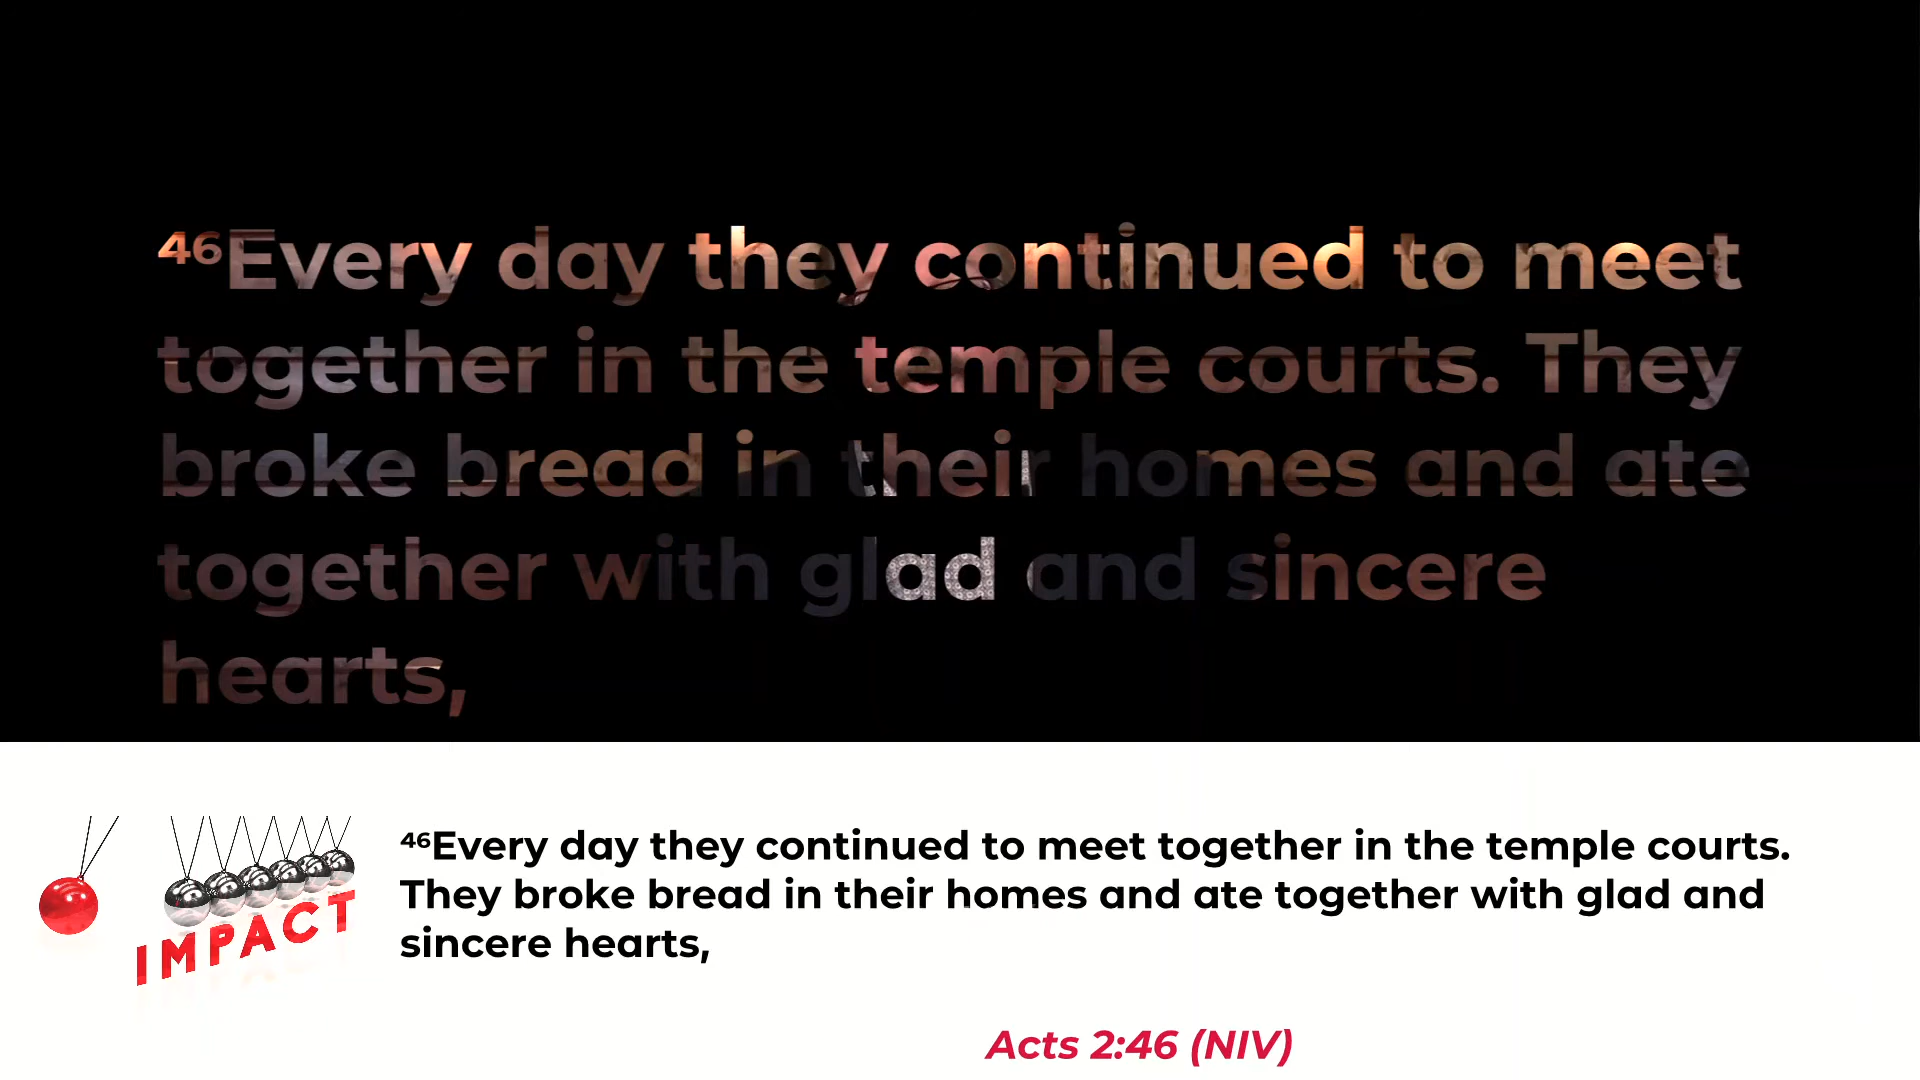 ⁴⁶Every day they continued to meet
together in the temple courts. They
broke bread in their homes and ate
together with glad and sincere
hearts,
IMPACT
⁴⁶Every day they continued to meet together in the temple courts.
They broke bread in their homes and ate together with glad and
sincere hearts,
Acts 2:46 (NIV)